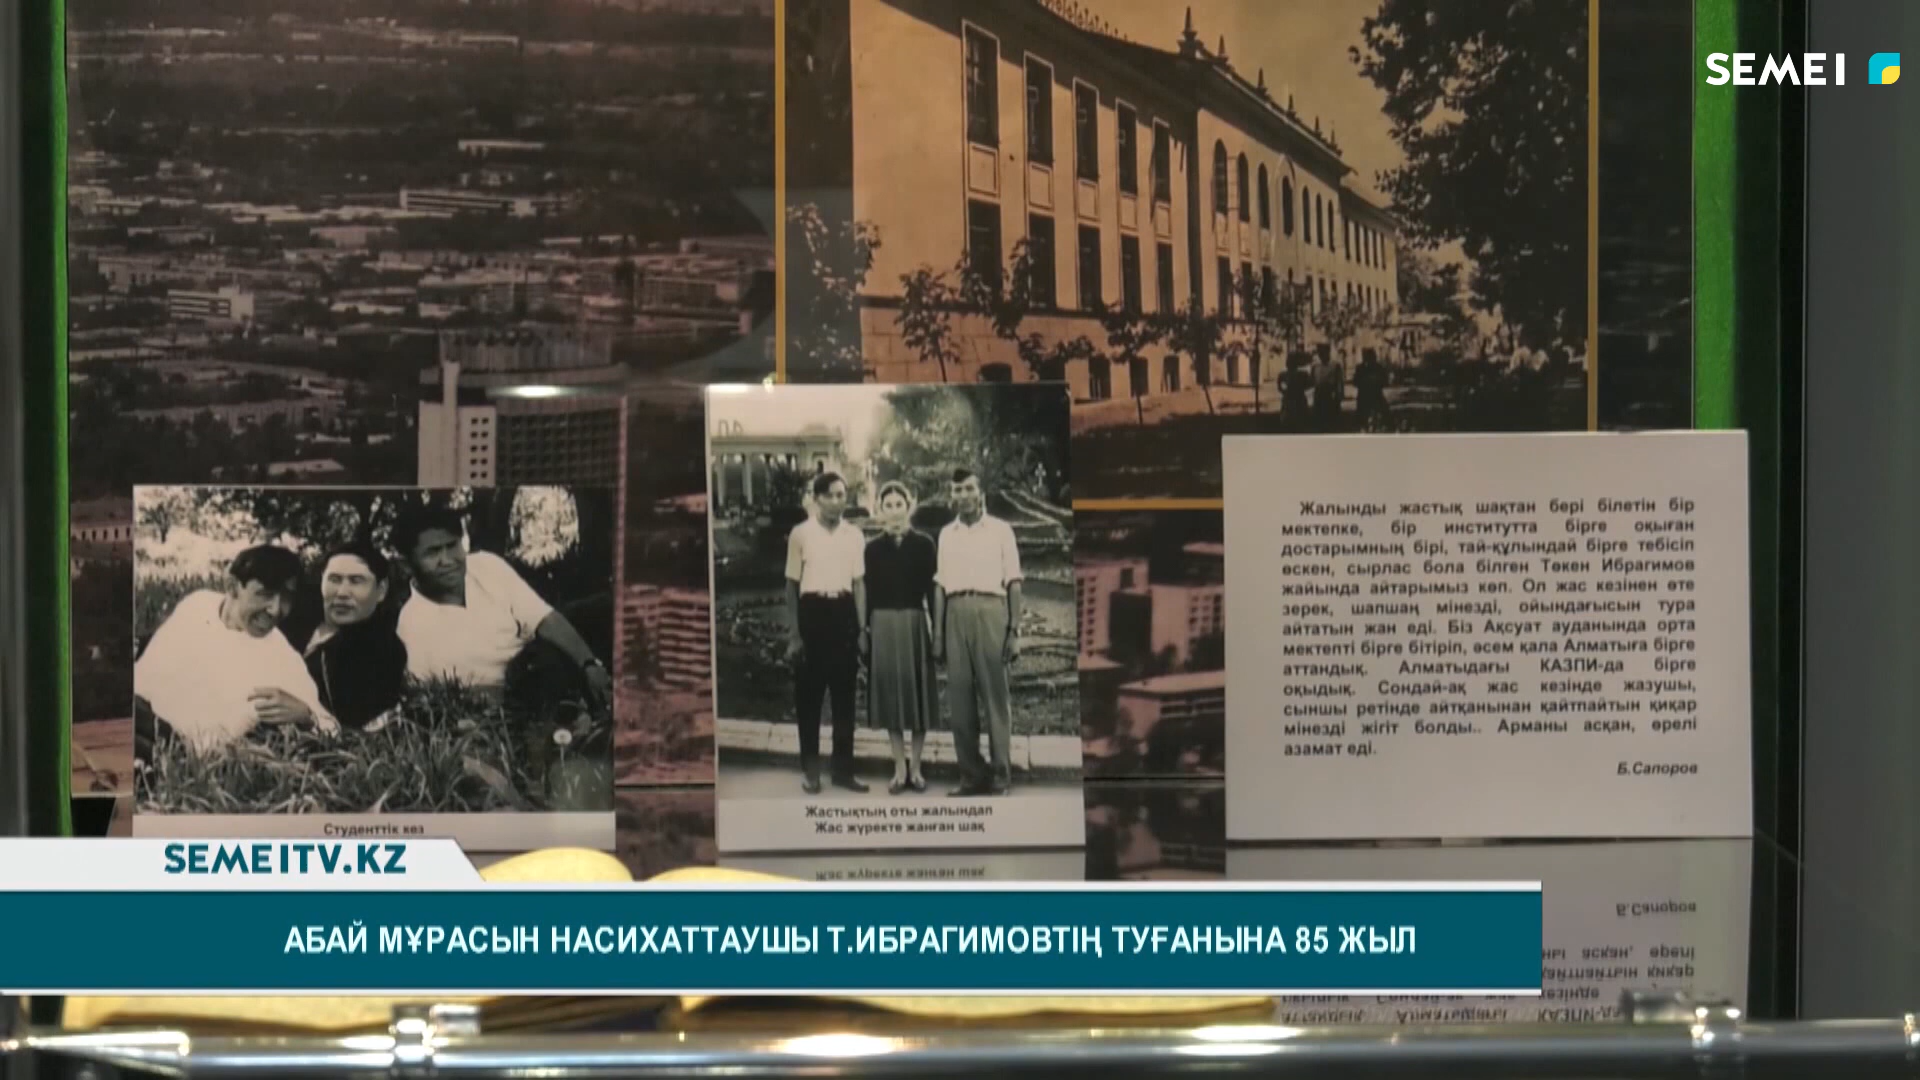 SEMEI
Жалынды жастық шақтан бері білетін бір
мектепке, бір институтта бірге оқыған
достарымның бірі, тай-құлындай бірге тебісіп
өскен, сырлас бола білген Төкен Ибрагимов
жайында айтарымыз көп. Ол жас кезінен өте
зерек, шапшаң мінезді, ойындағысын тура
айтатын жан еді. Біз Ақсуат ауданында орта
мектепті бірге бітіріп, әсем қала Алматыға бірге
аттандық. Алматыдағы КАЗПИ-да бірге
оқыдық. Сондай-ақ жас кезінде жазушы,
сыншы ретінде айтқанынан қайтпайтын қиқар
мінезді жігіт болды.. Арманы асқан, өрелі
азамат еді.
Б.Сапоров
Жастықтың оты жалындап
Жас жүректе жанған шақ
Студенттік кез
SEMEITV.KZ
АБАЙ МҰРАСЫН НАСИХАТТАУШЫ Т.ИБРАГИМОВТІҢ ТУҒАНЫНА 85 ЖЫЛ